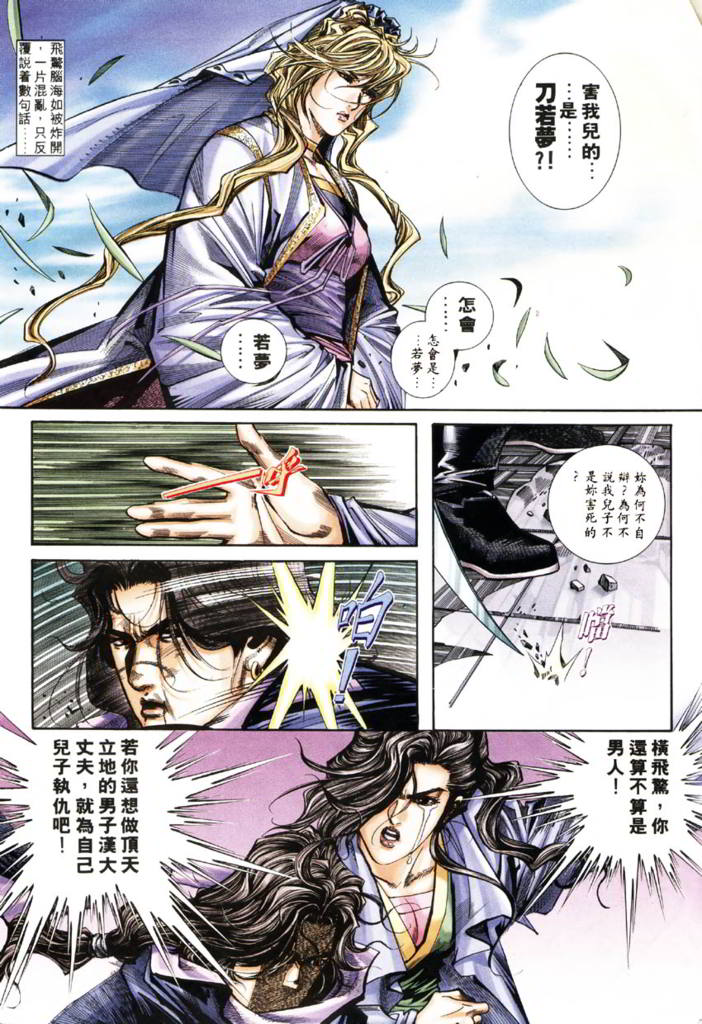 害我兒的…
…是……
刀若夢?!
飛驚腦海如被炸開
，一片混亂，只反
覆說着數句話……
怎會
……
怎會是…
…若夢…
若夢
……
妳為何不自
辯？為何不
說我兒子不
是妳害死的
？
呼
噹！
咱！
橫飛驚，你
還算不算是
男人！
若你還想做頂天
立地的男子漢大
丈夫，就為自己
兒子執仇吧！